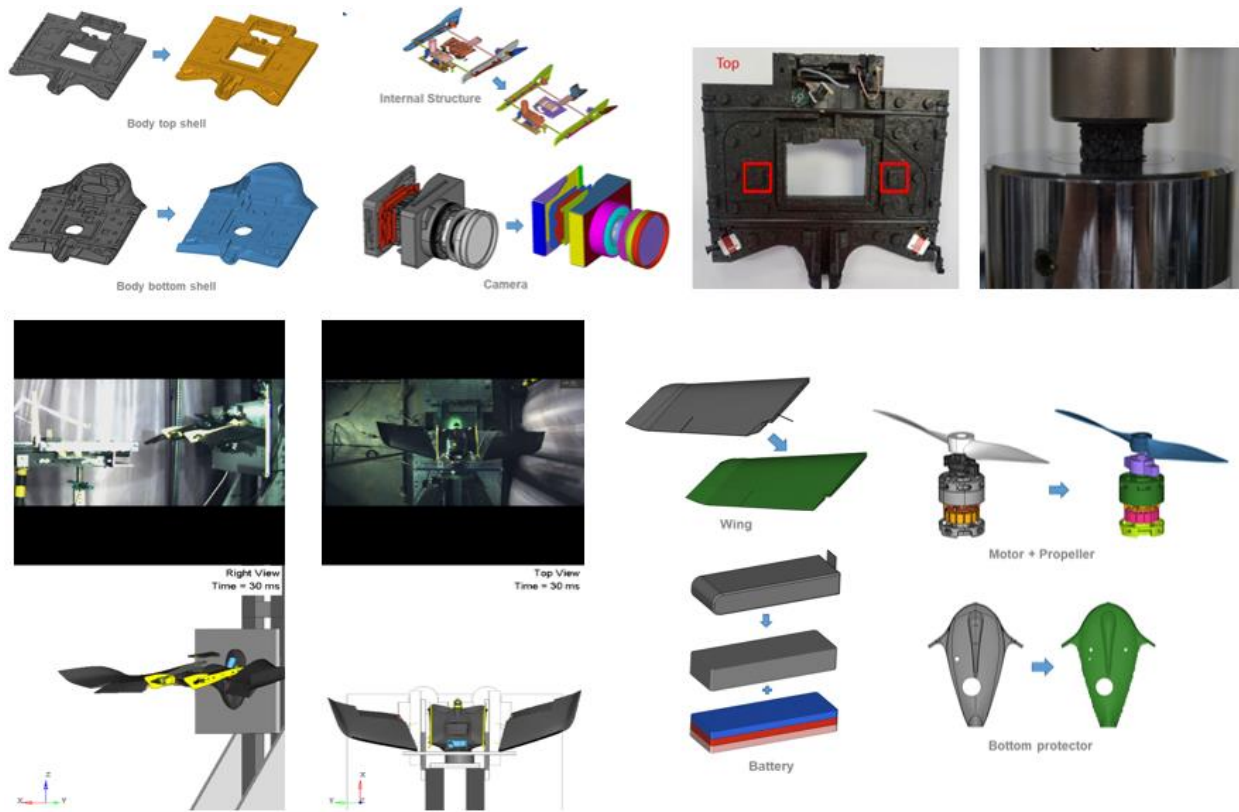 Body top shell
Internal Structure
Top
Body bottom shell
Camera
Right View
Time = 30 ms
Top View
Time = 30 ms
Wing
Motor + Propeller
Battery
Bottom protector
Z
X
Y
X
Y
Z